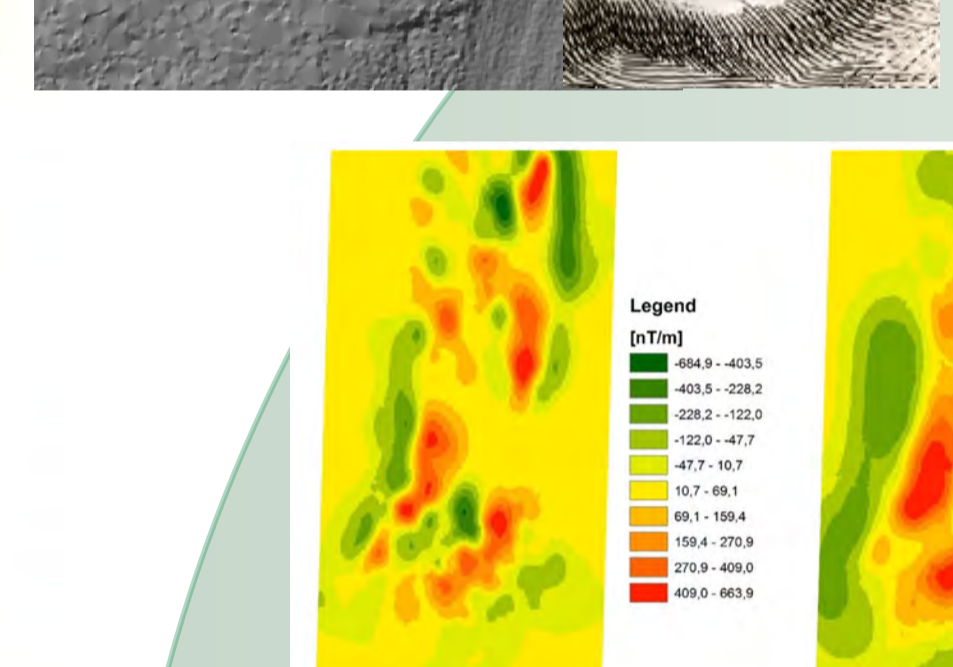 Legend
[nT/m]
-684,9 - -403,5
-403,5 - -228,2
-228,2 - -122,0
-122,0 - -47,7
-47,7 - 10,7
10,7 - 69,1
69,1 - 159,4
159,4 - 270,9
270,9 - 409,0
409,0 - 663,9